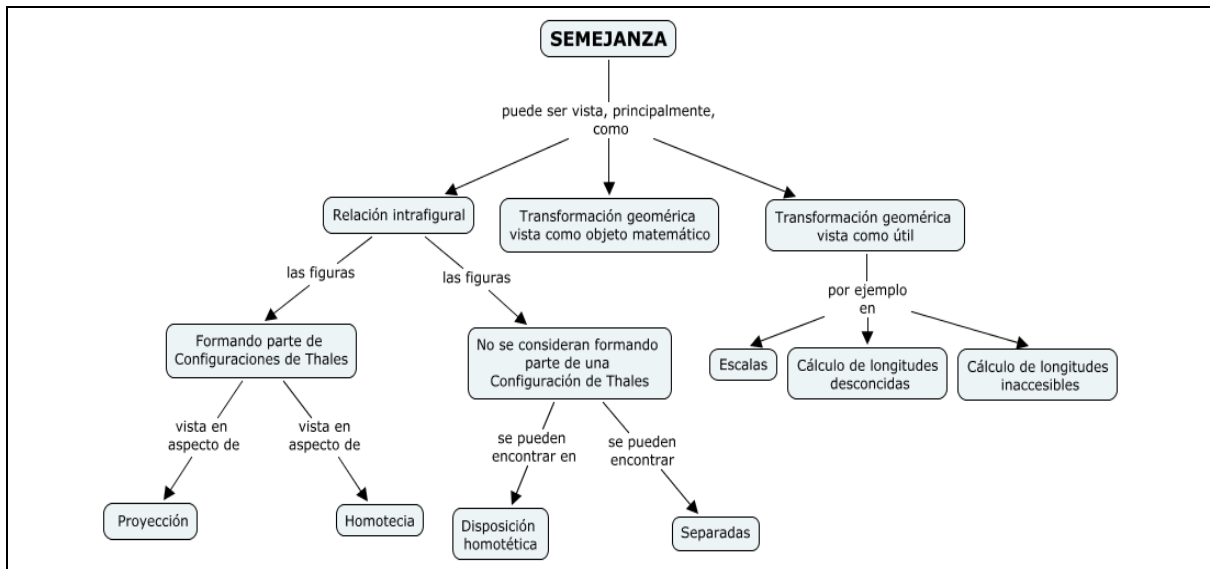 SEMEJANZA
puede ser vista, principalmente,
como
Relación intrafigural
Transformación geomérica
vista como objeto matemático
Transformación geomérica
vista como útil
las figuras
las figuras
por ejemplo
en
Formando parte de
Configuraciones de Thales
No se consideran formando
parte de una
Configuración de Thales
Escalas
Cálculo de longitudes
desconcidas
Cálculo de longitudes
inaccesibles
vista en
aspecto de
vista en
aspecto de
se pueden
encontrar en
se pueden
encontrar
Proyección
Homotecia
Disposición
homotética
Separadas